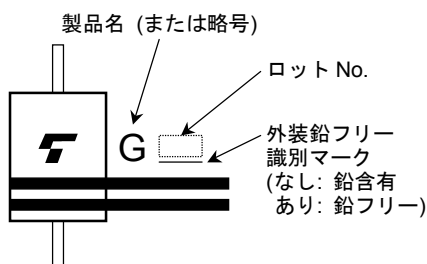 製品名 (または略号)
ロット No.
G
外装鉛フリー
識別マーク
(なし: 鉛含有
あり: 鉛フリー)